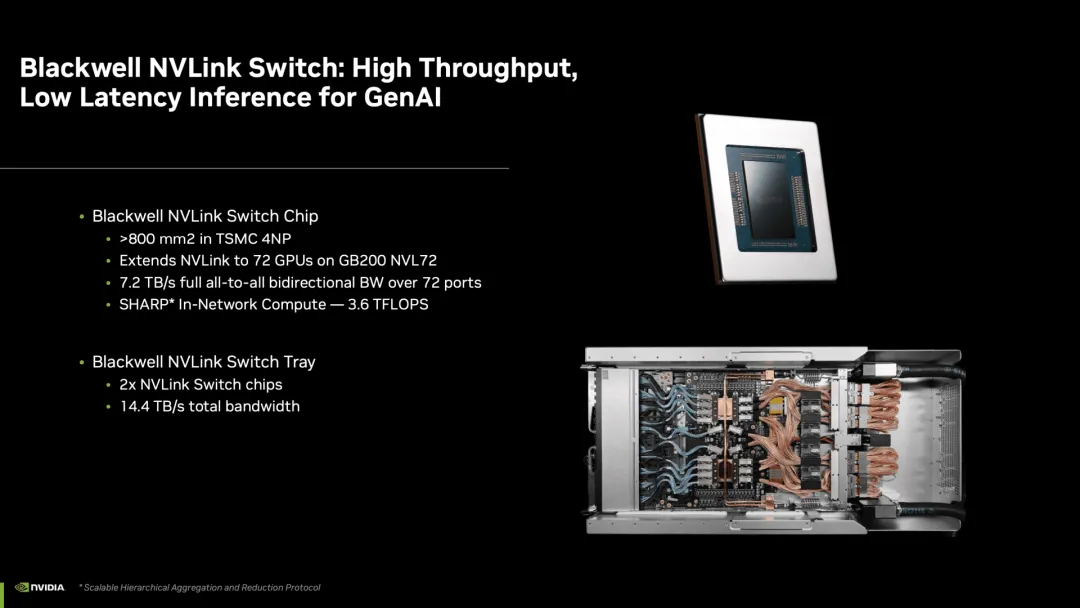 Blackwell NVLink Switch: High Throughput,
Low Latency Inference for GenAI
• Blackwell NVLink Switch Chip
• >800 mm2 in TSMC 4NP
• Extends NVLink to 72 GPUs on GB200 NVL72
• 7.2 TB/s full all-to-all bidirectional BW over 72 ports
• SHARP* In-Network Compute — 3.6 TFLOPS
• Blackwell NVLink Switch Tray
• 2x NVLink Switch chips
• 14.4 TB/s total bandwidth
NVIDIA.
* Scalable Hierarchical Aggregation and Reduction Protocol